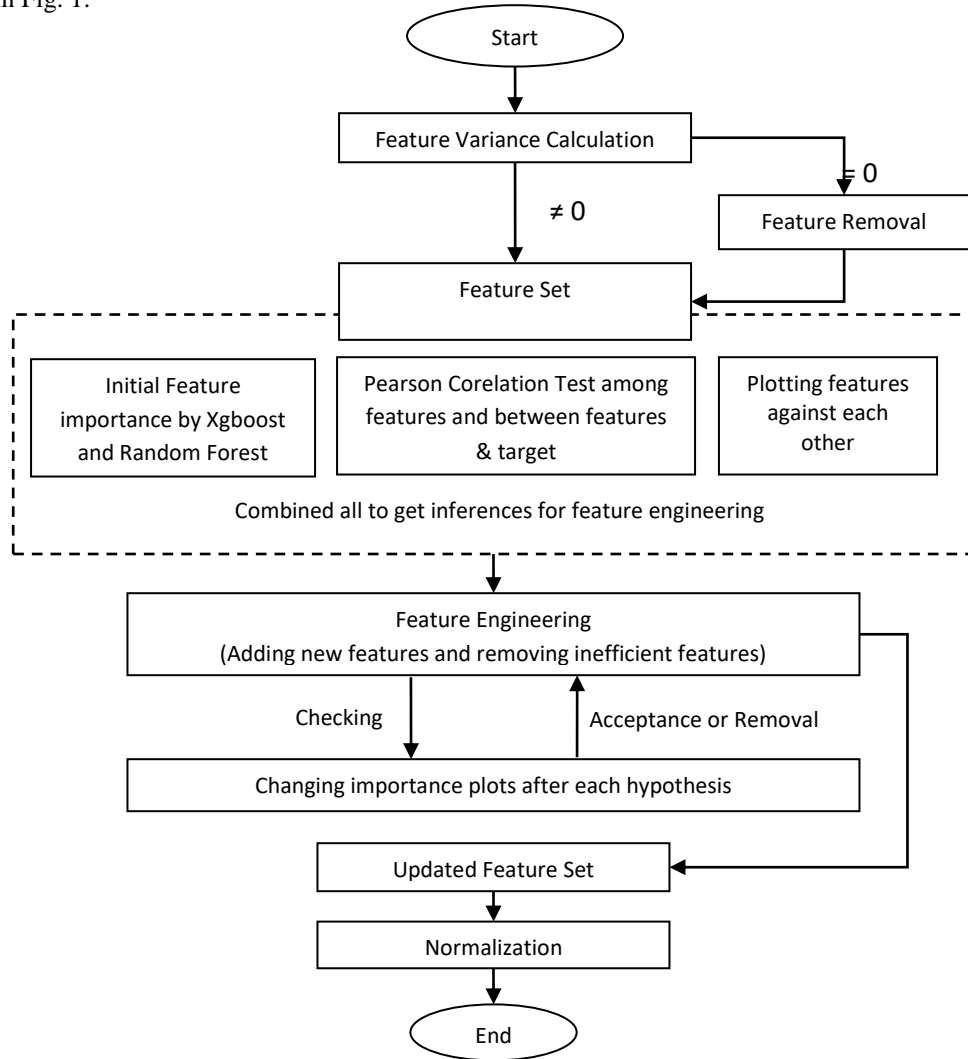 in Fig. 1.
Start
Feature Variance Calculation
= 0
≠ 0
Feature Removal
Feature Set
Initial Feature
importance by Xgboost
and Random Forest
Pearson Corelation Test among
features and between features
& target
Plotting features
against each
other
Combined all to get inferences for feature engineering
Feature Engineering
(Adding new features and removing inefficient features)
Checking
Acceptance or Removal
Changing importance plots after each hypothesis
Updated Feature Set
Normalization
End